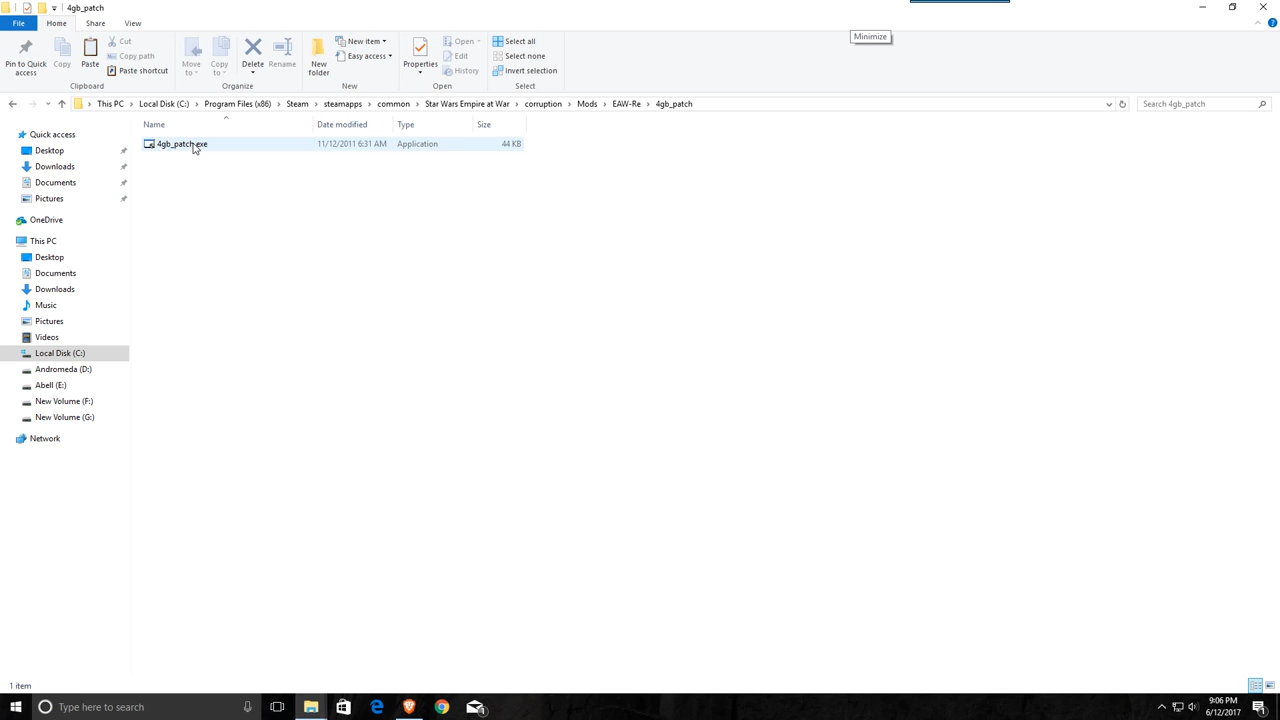 4gb_patch
File Home Share View
Minimize
Pin to Quick access
Copy
Paste
Cut
Copy path
Paste shortcut
Clipboard
Move to
Copy to
Delete
Rename
Organize
New folder
New item
Easy access
New
Properties
Open
Edit
History
Open
Select all
Select none
Invert selection
Select
This PC Local Disk (C:) Program Files (x86) Steam steamapps common Star Wars Empire at War corruption Mods EAW-Re 4gb_patch
Search 4gb_patch
Name Date modified Type Size
4gb_patch.exe 11/12/2011 6:31 AM Application 44 KB
Quick access
Desktop
Downloads
Documents
Pictures
OneDrive
This PC
Desktop
Documents
Downloads
Music
Pictures
Videos
Local Disk (C:)
Andromeda (D:)
Abell (E:)
New Volume (F:)
New Volume (G:)
Network
1 item
Type here to search
9:06 PM
6/12/2017